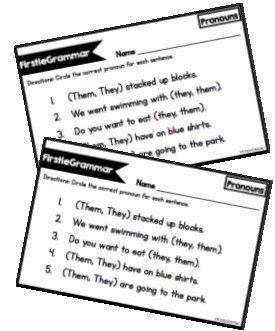 Pronouns
FirstieGrammar
Name
Directions: Circle the correct pronoun for each sentence.
1. (Them, They) stacked up blocks.
2. We went swimming with (they, them).
3. Do you want to eat (they, them).
(Them, They) have on blue shirts.
are going to the park.
FirstieGrammar
Pronouns
Name
Directions: Circle the correct pronoun for each sentence.
1. (Them, They) stacked up blocks.
2. We went swimming with (they, them).
3. Do you want to eat (they, them).
4. (Them, They) have on blue shirts.
5. (Them, They) are going to the park.